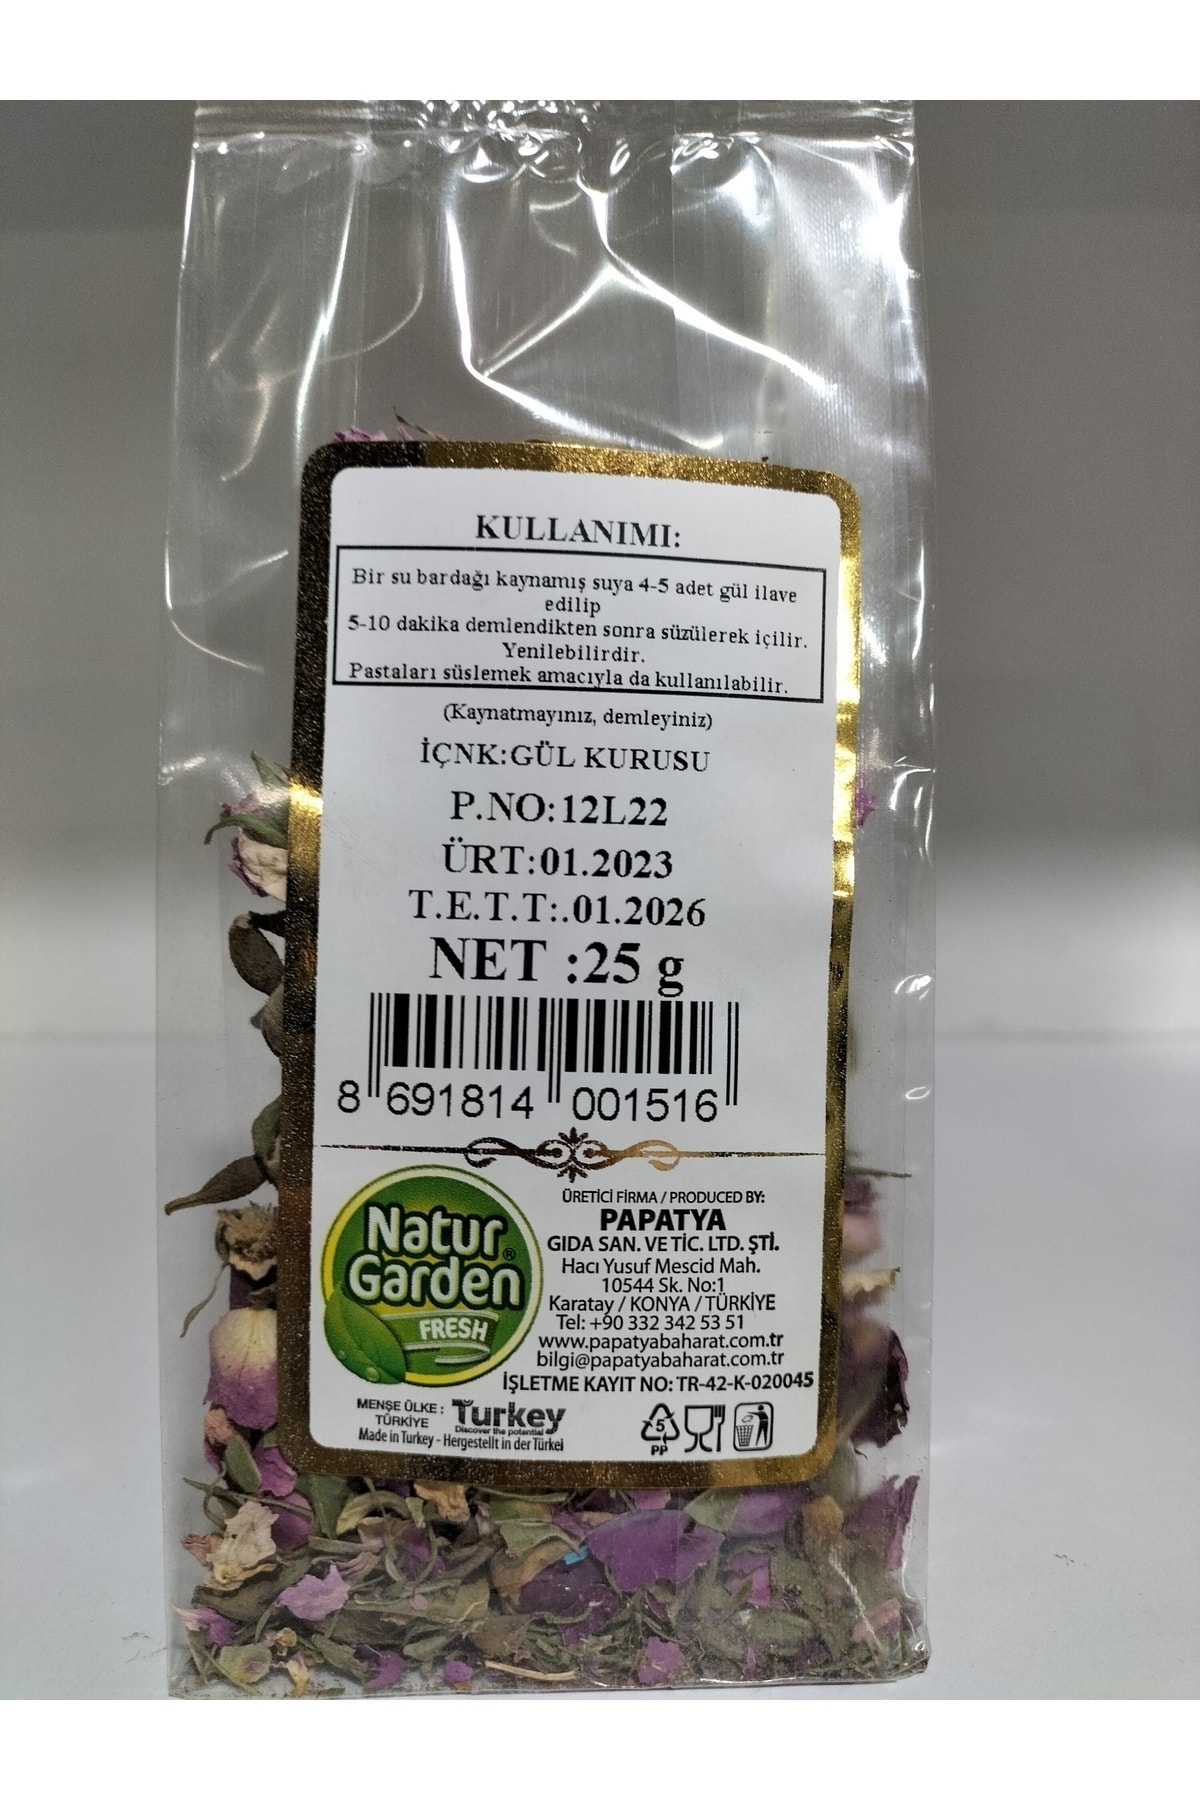 KULLANIMI:
Bir su bardağı kaynamış suya 4-5 adet gül ilave
edilip
5-10 dakika demlendikten sonra süzülerek içilir.
Yenilebilirdir.
Pastaları süslemek amacıyla da kullanılabilir.
(Kaynatmayınız, demleyiniz)
İÇNK:GÜL KURUSU
P.NO:12L22
ÜRT:01.2023
T.E.T.T:.01.2026
NET :25 g
8 691814 001516
Natur
Garden®
FRESH
ÜRETİCİ FİRMA / PRODUCED BY:
PAPATYA
GIDA SAN. VE TİC. LTD. ŞTİ.
Hacı Yusuf Mescid Mah.
10544 Sk. No:1
Karatay / KONYA / TÜRKİYE
Tel: +90 332 342 53 51
www.papatyabaharat.com.tr
bilgi@papatyabaharat.com.tr
İŞLETME KAYIT NO: TR-42-K-020045
MENŞE ÜLKE :
TÜRKİYE
Turkey
Discover the potential
Made in Turkey - Hergestellt in der Türkei
5
PP